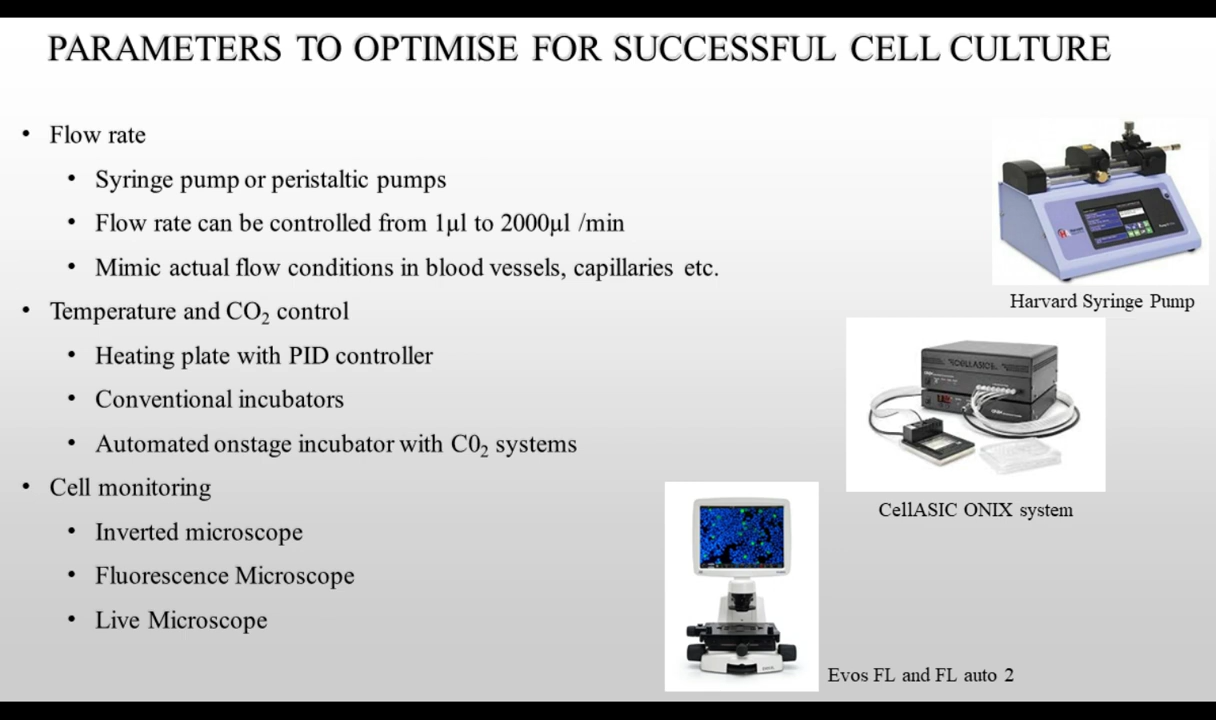 PARAMETERS TO OPTIMISE FOR SUCCESSFUL CELL CULTURE
• Flow rate
• Syringe pump or peristaltic pumps
• Flow rate can be controlled from 1µl to 2000µl /min
• Mimic actual flow conditions in blood vessels, capillaries etc.
• Temperature and CO₂ control
• Heating plate with PID controller
• Conventional incubators
• Automated onstage incubator with C0₂ systems
• Cell monitoring
• Inverted microscope
• Fluorescence Microscope
• Live Microscope
Harvard Syringe Pump
CELLASIC
CellASIC ONIX system
Evos FL and FL auto 2